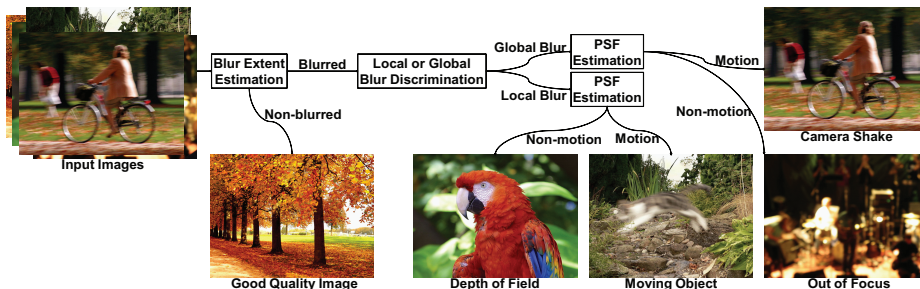 Input Images
Blur Extent
Estimation
Blurred
Non-blurred
Good Quality Image
Local or Global
Blur Discrimination
Global Blur
Local Blur
PSF
Estimation
PSF
Estimation
Non-motion
Motion
Depth of Field
Moving Object
Motion
Non-motion
Camera Shake
Out of Focus